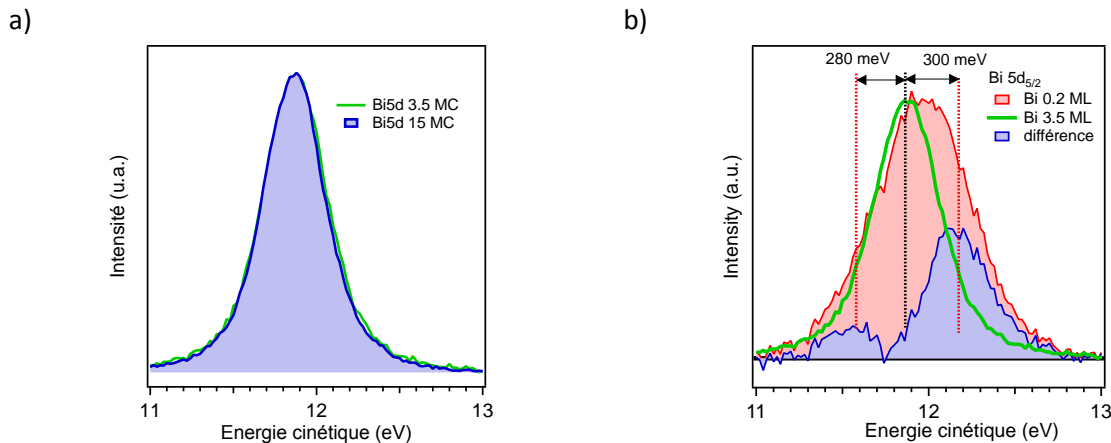 a)
Intensité (u.a.)
Bi5d 3.5 MC
Bi5d 15 MC
11
12
13
Energie cinétique (eV)
b)
280 meV
300 meV
Bi 5d5/2
Bi 0.2 ML
Bi 3.5 ML
différence
Intensity (a.u.)
11
12
13
Energie cinétique (eV)